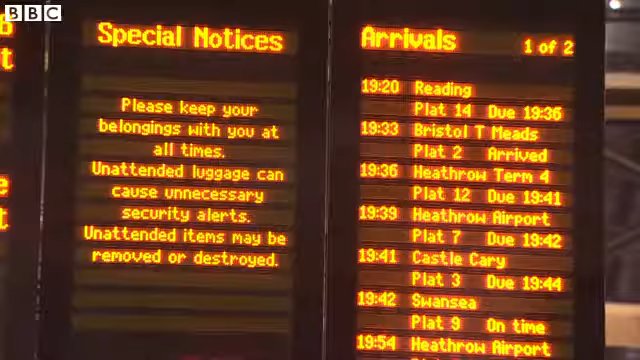 BBC
Special Notices
Please keep your
belongings with you at
all times.
Unattended luggage can
cause unnecessary
security alerts.
Unattended items may be
removed or destroyed.
Arrivals 1 of 2
19:20 Reading
Plat 14 Due 19:36
19:33 Bristol T Meads
Plat 2 Arrived
19:36 Heathrow Term 4
Plat 12 Due 19:41
19:39 Heathrow Airport
Plat 7 Due 19:42
19:41 Castle Cary
Plat 3 Due 19:44
19:42 Swansea
Plat 9 On time
19:54 Heathrow Airport